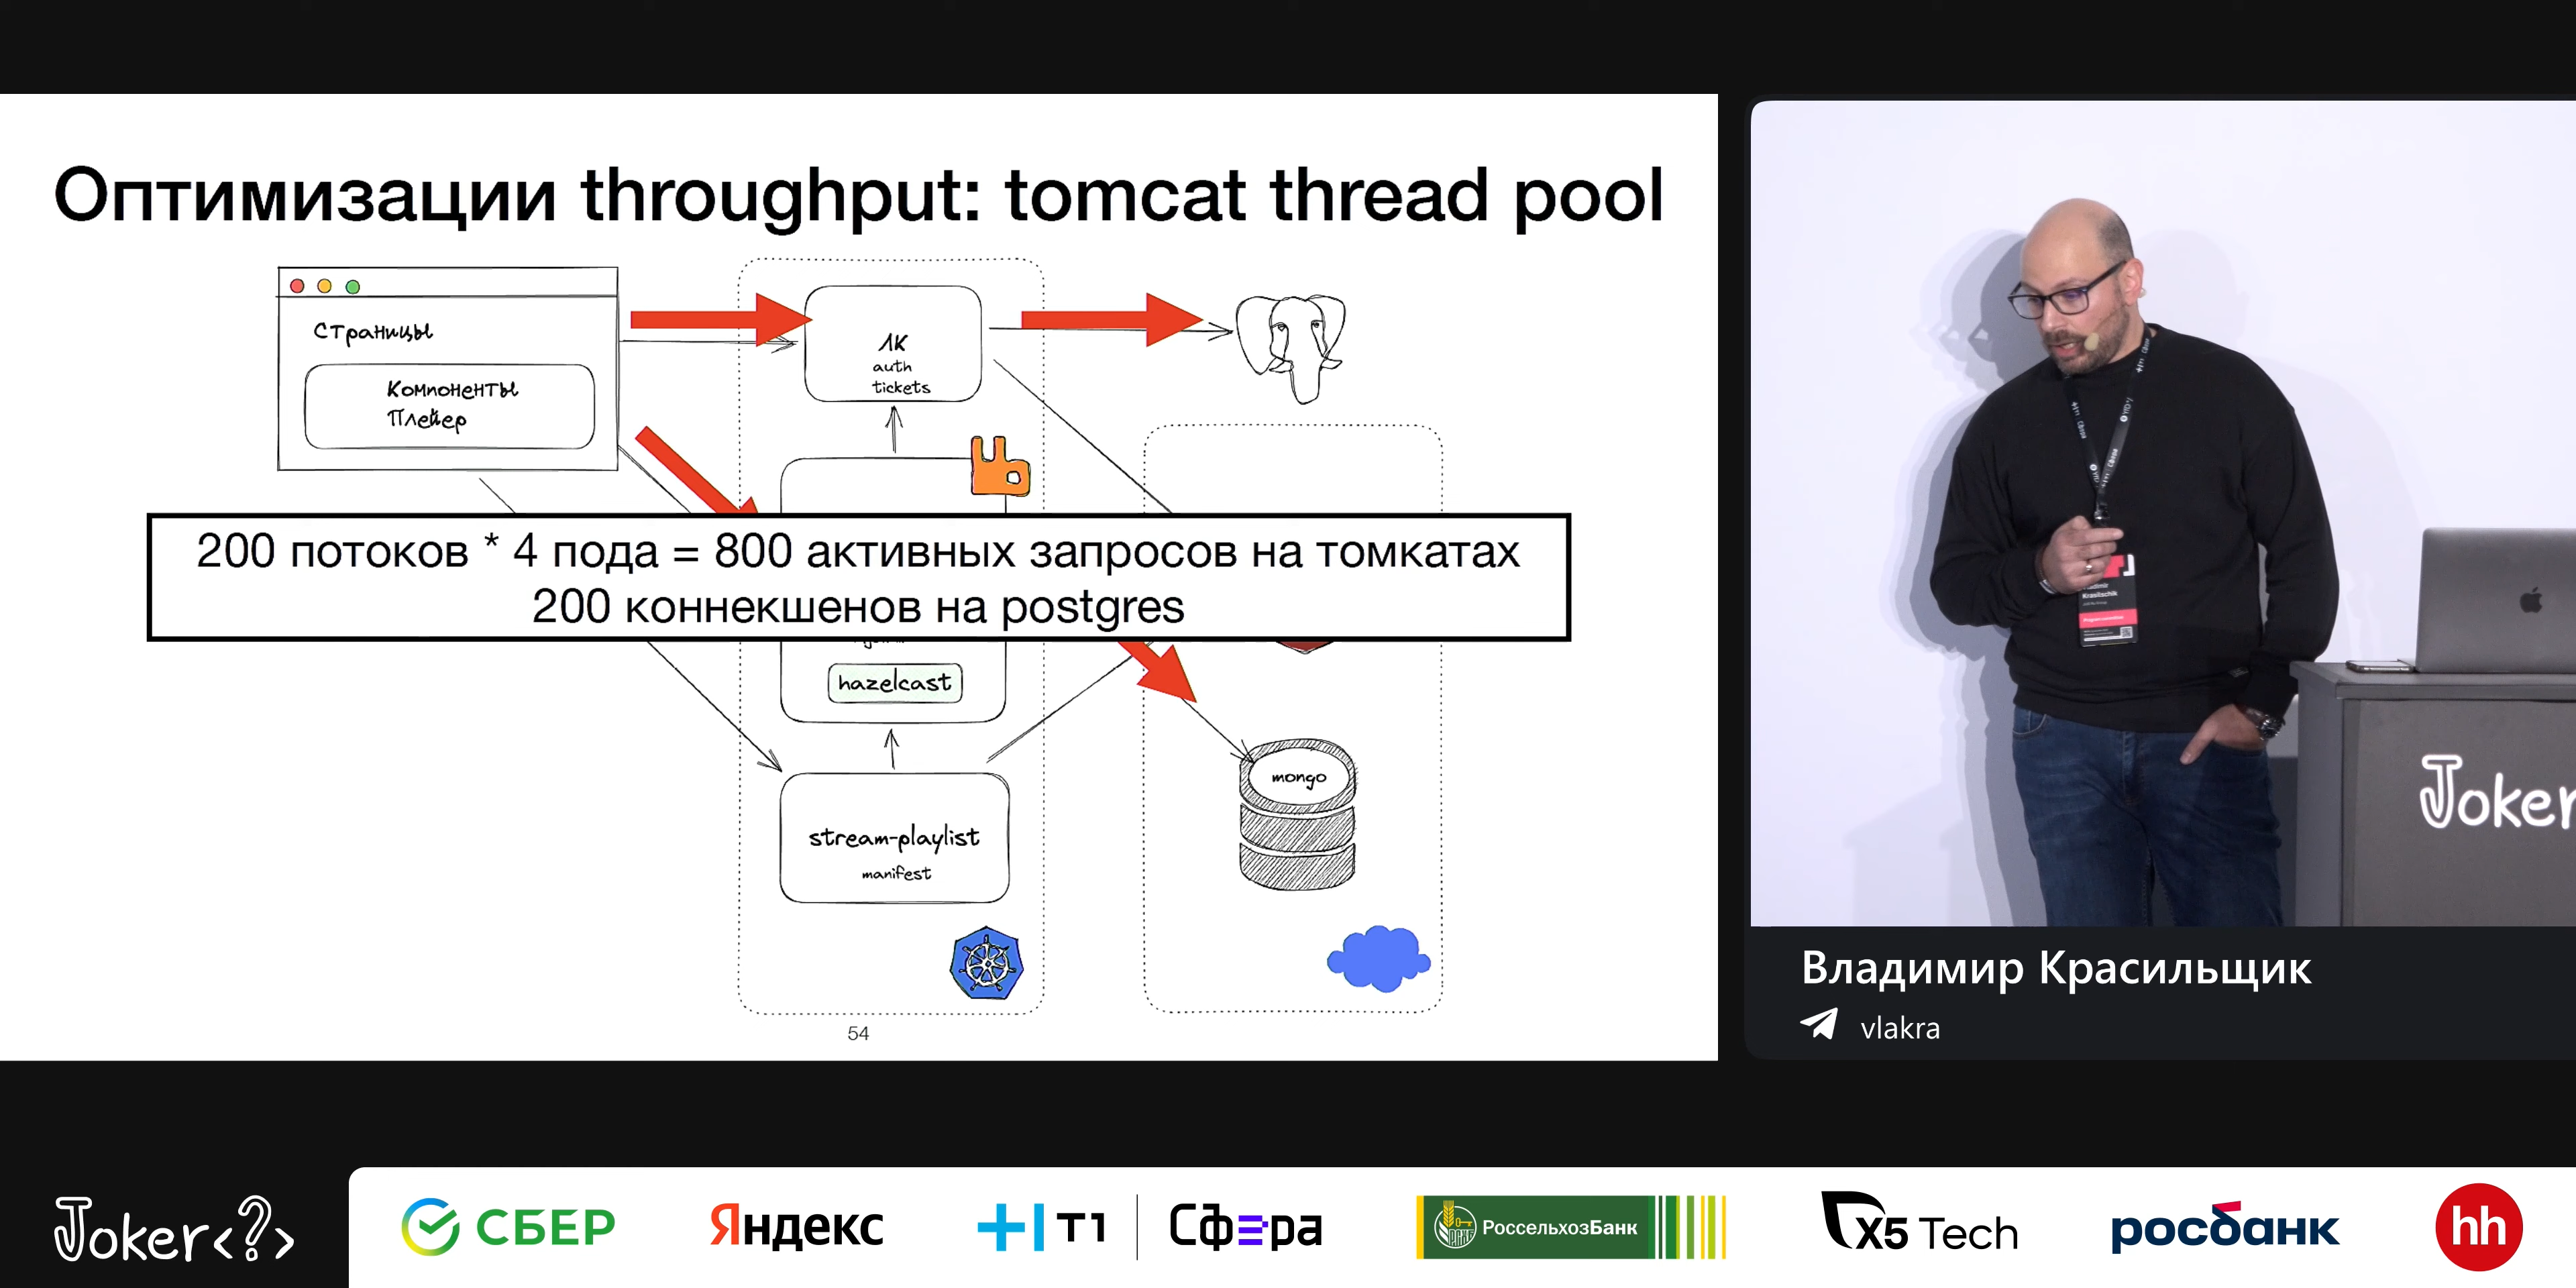 Оптимизации throughput: tomcat thread pool
Страницы
Компоненты
Плейер
ЛК
auth
tickets
200 потоков * 4 пода = 800 активных запросов на томкатах
200 коннекшенов на postgres
hazelcast
mongo
stream-playlist
manifest
54
Krasilschik
Joker
Владимир Красильщик
vlakra
Joker<?>
СБЕР
Яндекс
Т1
Сфера
РоссельхозБанк
X5 Tech
росбанк
hh